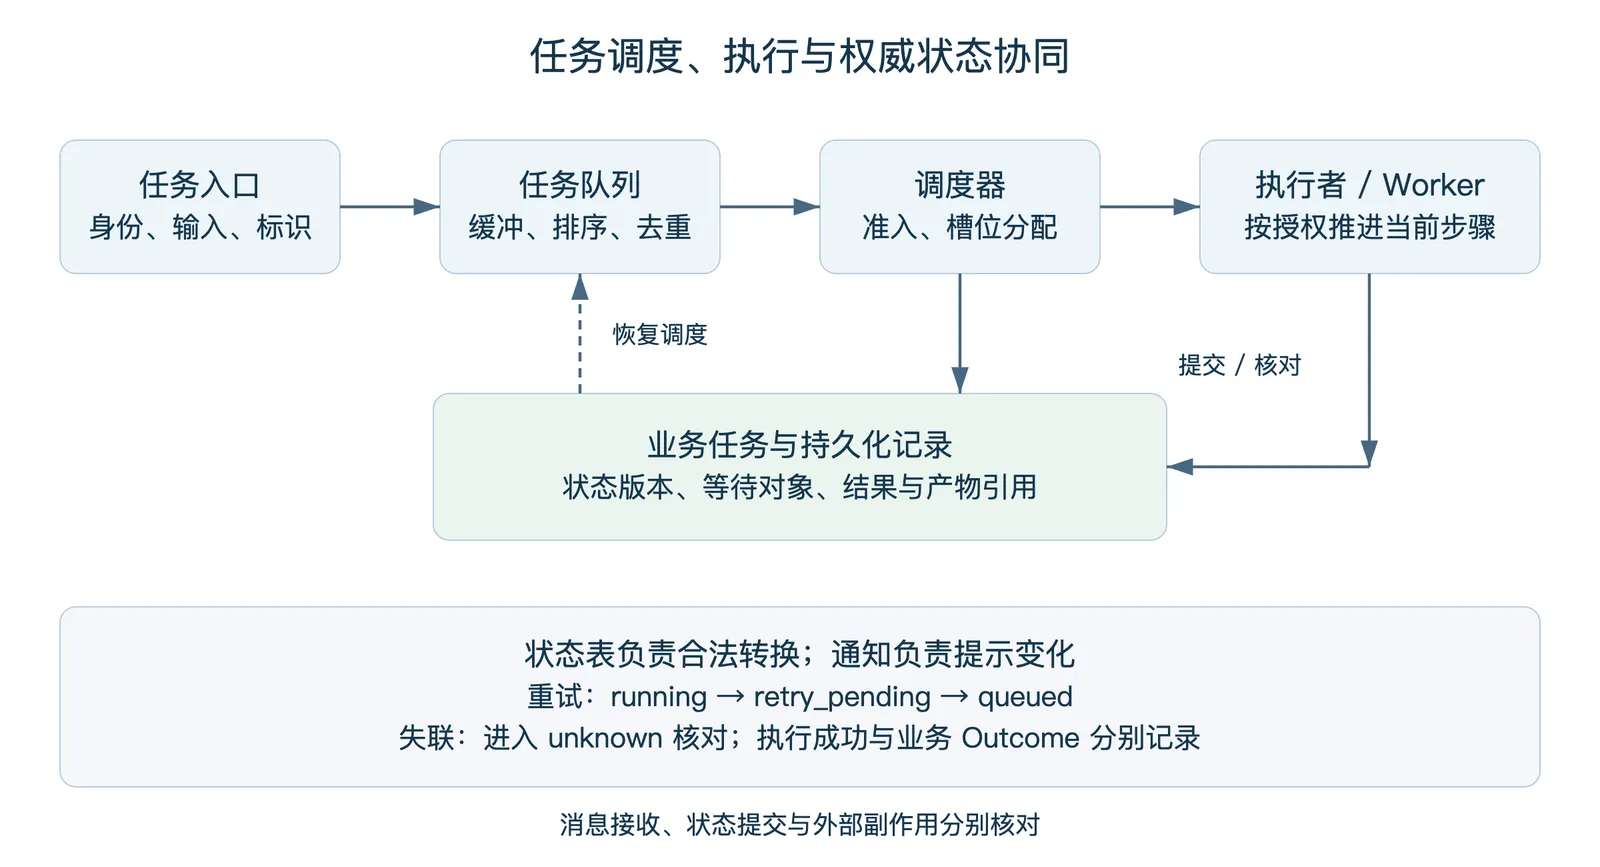 任务调度、执行与权威状态协同
任务入口
身份、输入、标识
任务队列
缓冲、排序、去重
调度器
准入、槽位分配
执行者 / Worker
按授权推进当前步骤
恢复调度
提交 / 核对
业务任务与持久化记录
状态版本、等待对象、结果与产物引用
状态表负责合法转换；通知负责提示变化
重试：running → retry_pending → queued
失联：进入 unknown 核对；执行成功与业务 Outcome 分别记录
消息接收、状态提交与外部副作用分别核对